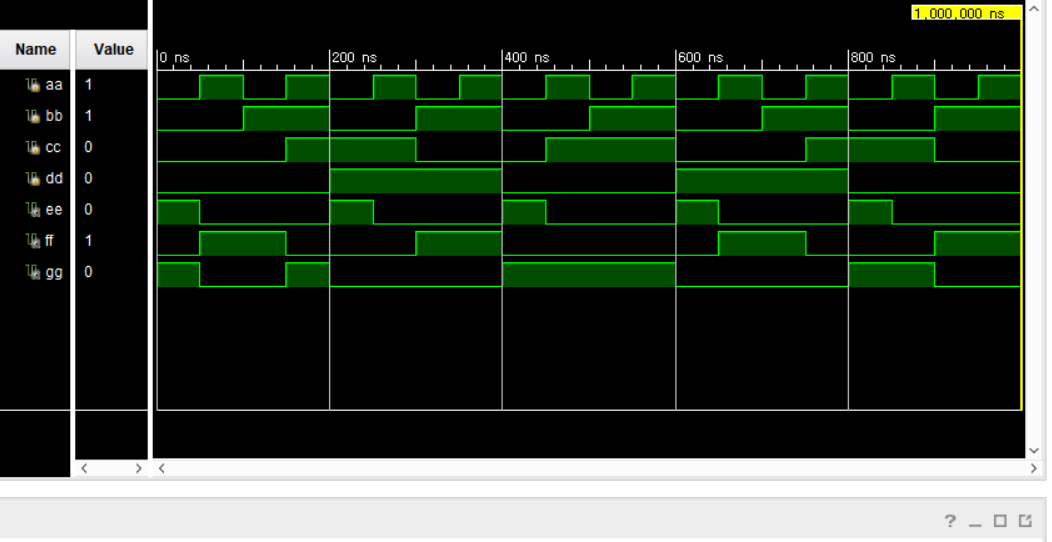 1,000,000 ns
Name Value
0 ns 200 ns 400 ns 600 ns 800 ns
aa 1
bb 1
cc 0
dd 0
ee 0
ff 1
gg 0